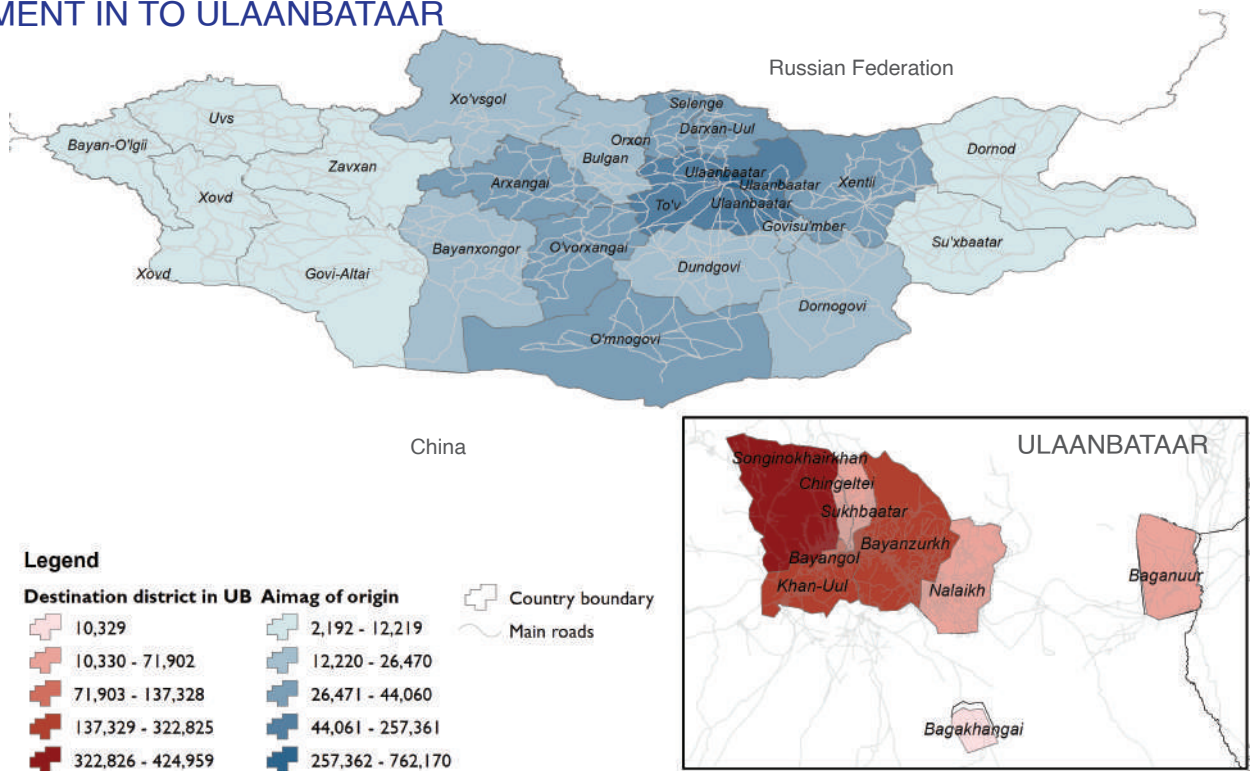 MENT IN TO ULAANBATAAR
Russian Federation
Xo'vsgol
Selenge
Uvs
Darxan-Uul
Orxon
Bayan-O'lgii
Bulgan
Dornod
Zavxan
Ulaanbaatar
Arxangai
Ulaanbaatar
Xentii
Xovd
To'v
Ulaanbaatar
Govisu'mber
Su'xbaatar
Bayanxongor
O'vorxangai
Dundgovi
Xovd
Govi-Altai
Dornogovi
O'mnogovi
China
ULAANBATAAR
Songinokhairkhan
Chingeltei
Sukhbaatar
Bayanzurkh
Bayangol
Khan-Uul
Nalaikh
Baganuur
Bagakhangai
Legend
Destination district in UB
10,329
10,330 - 71,902
71,903 - 137,328
137,329 - 322,825
322,826 - 424,959
Aimag of origin
2,192 - 12,219
12,220 - 26,470
26,471 - 44,060
44,061 - 257,361
257,362 - 762,170
Country boundary
Main roads